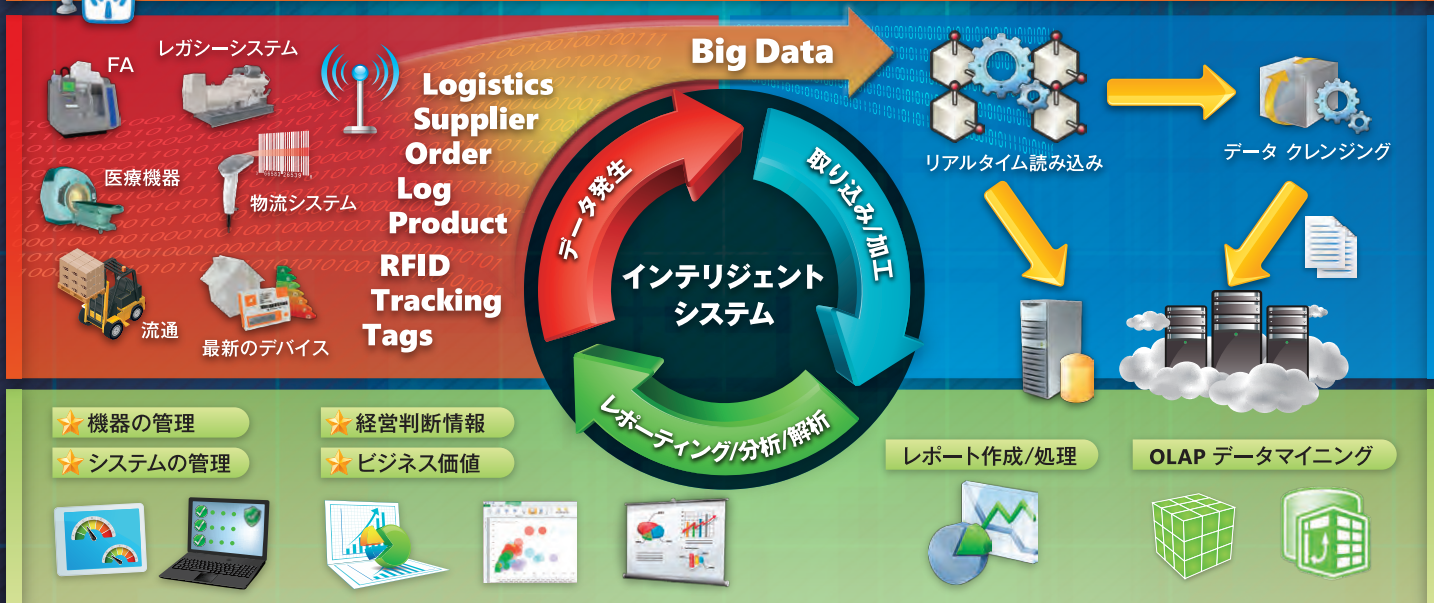 FA
レガシーシステム
医療機器
物流システム
流通
最新のデバイス
Big Data
Logistics
Supplier
Order
Log
Product
RFID
Tracking
Tags
データ発生
取り込み/加工
レポーティング/分析/解析
インテリジェント
システム
リアルタイム読み込み
データ クレンジング
機器の管理
システムの管理
経営判断情報
ビジネス価値
レポート作成/処理
OLAP データマイニング